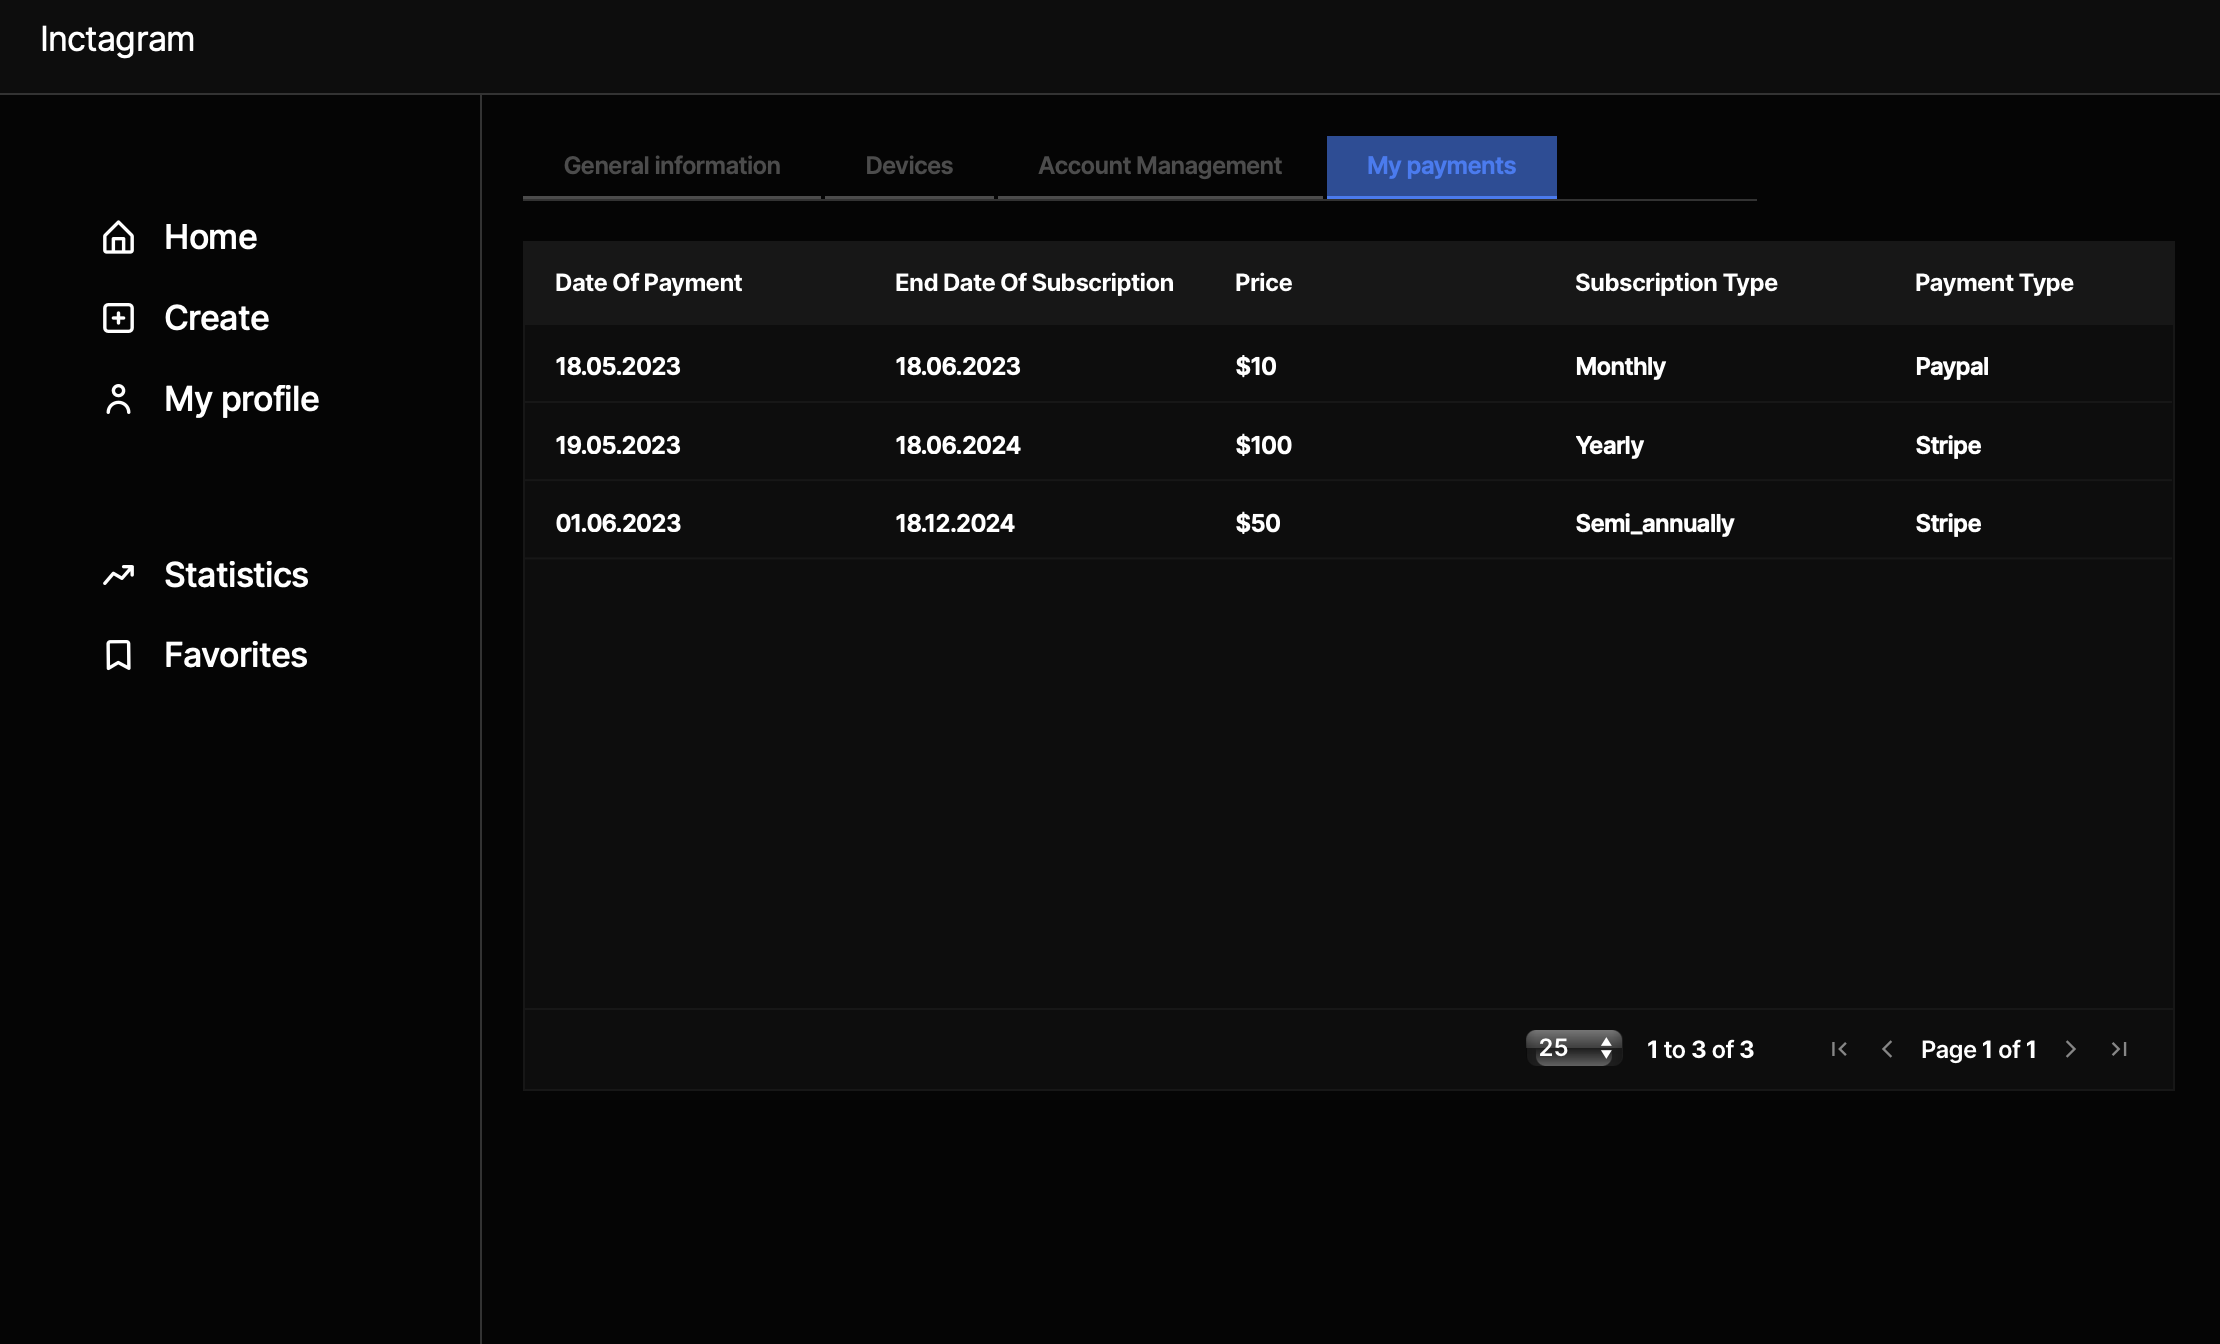 Inctagram
Home
Create
My profile
Statistics
Favorites
General information Devices Account Management My payments
Date Of Payment End Date Of Subscription Price Subscription Type Payment Type
18.05.2023 18.06.2023 $10 Monthly Paypal
19.05.2023 18.06.2024 $100 Yearly Stripe
01.06.2023 18.12.2024 $50 Semi_annually Stripe
25 1 to 3 of 3 Page 1 of 1